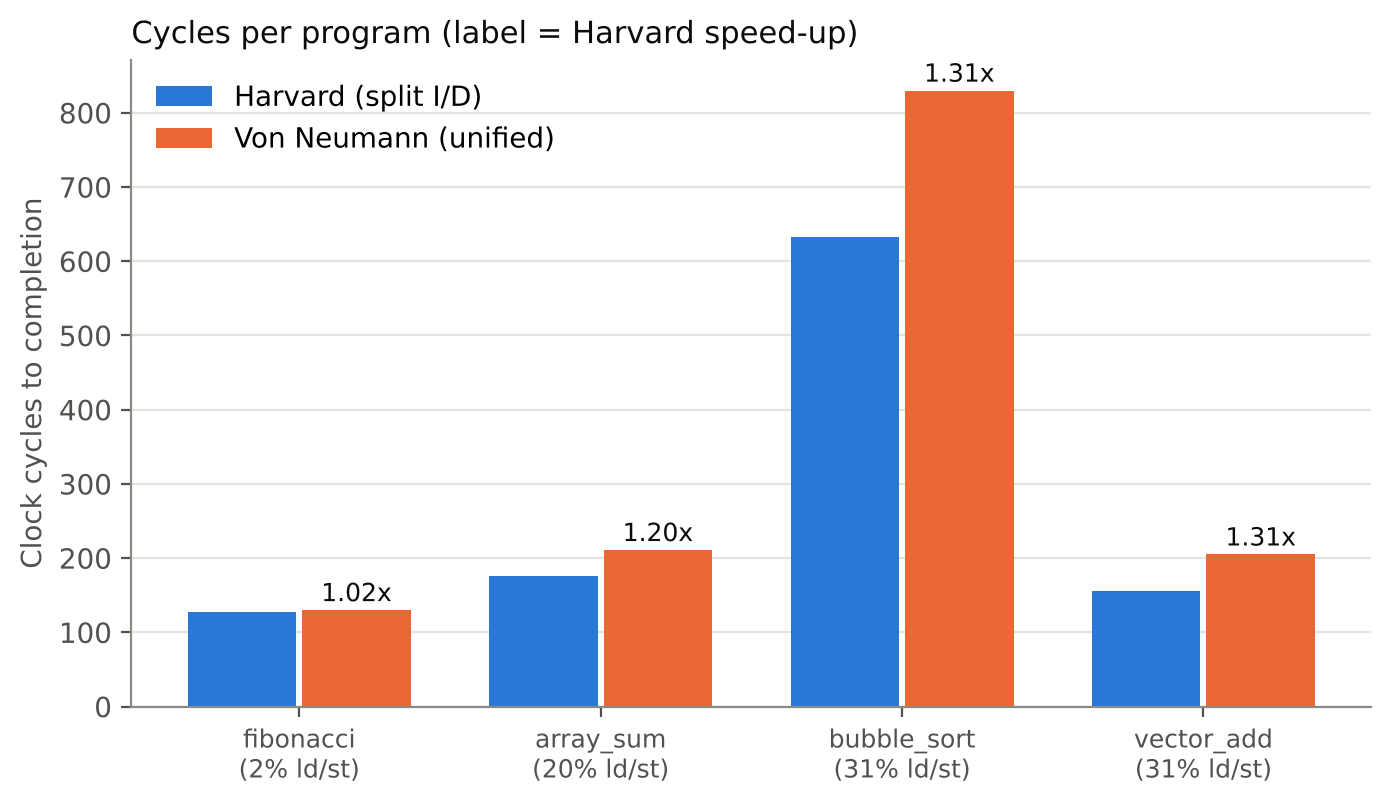 Cycles per program (label = Harvard speed-up)
Harvard (split I/D)
Von Neumann (unified)
Clock cycles to completion
800
700
600
500
400
300
200
100
0
1.02x
1.20x
1.31x
1.31x
fibonacci
(2% ld/st)
array_sum
(20% ld/st)
bubble_sort
(31% ld/st)
vector_add
(31% ld/st)